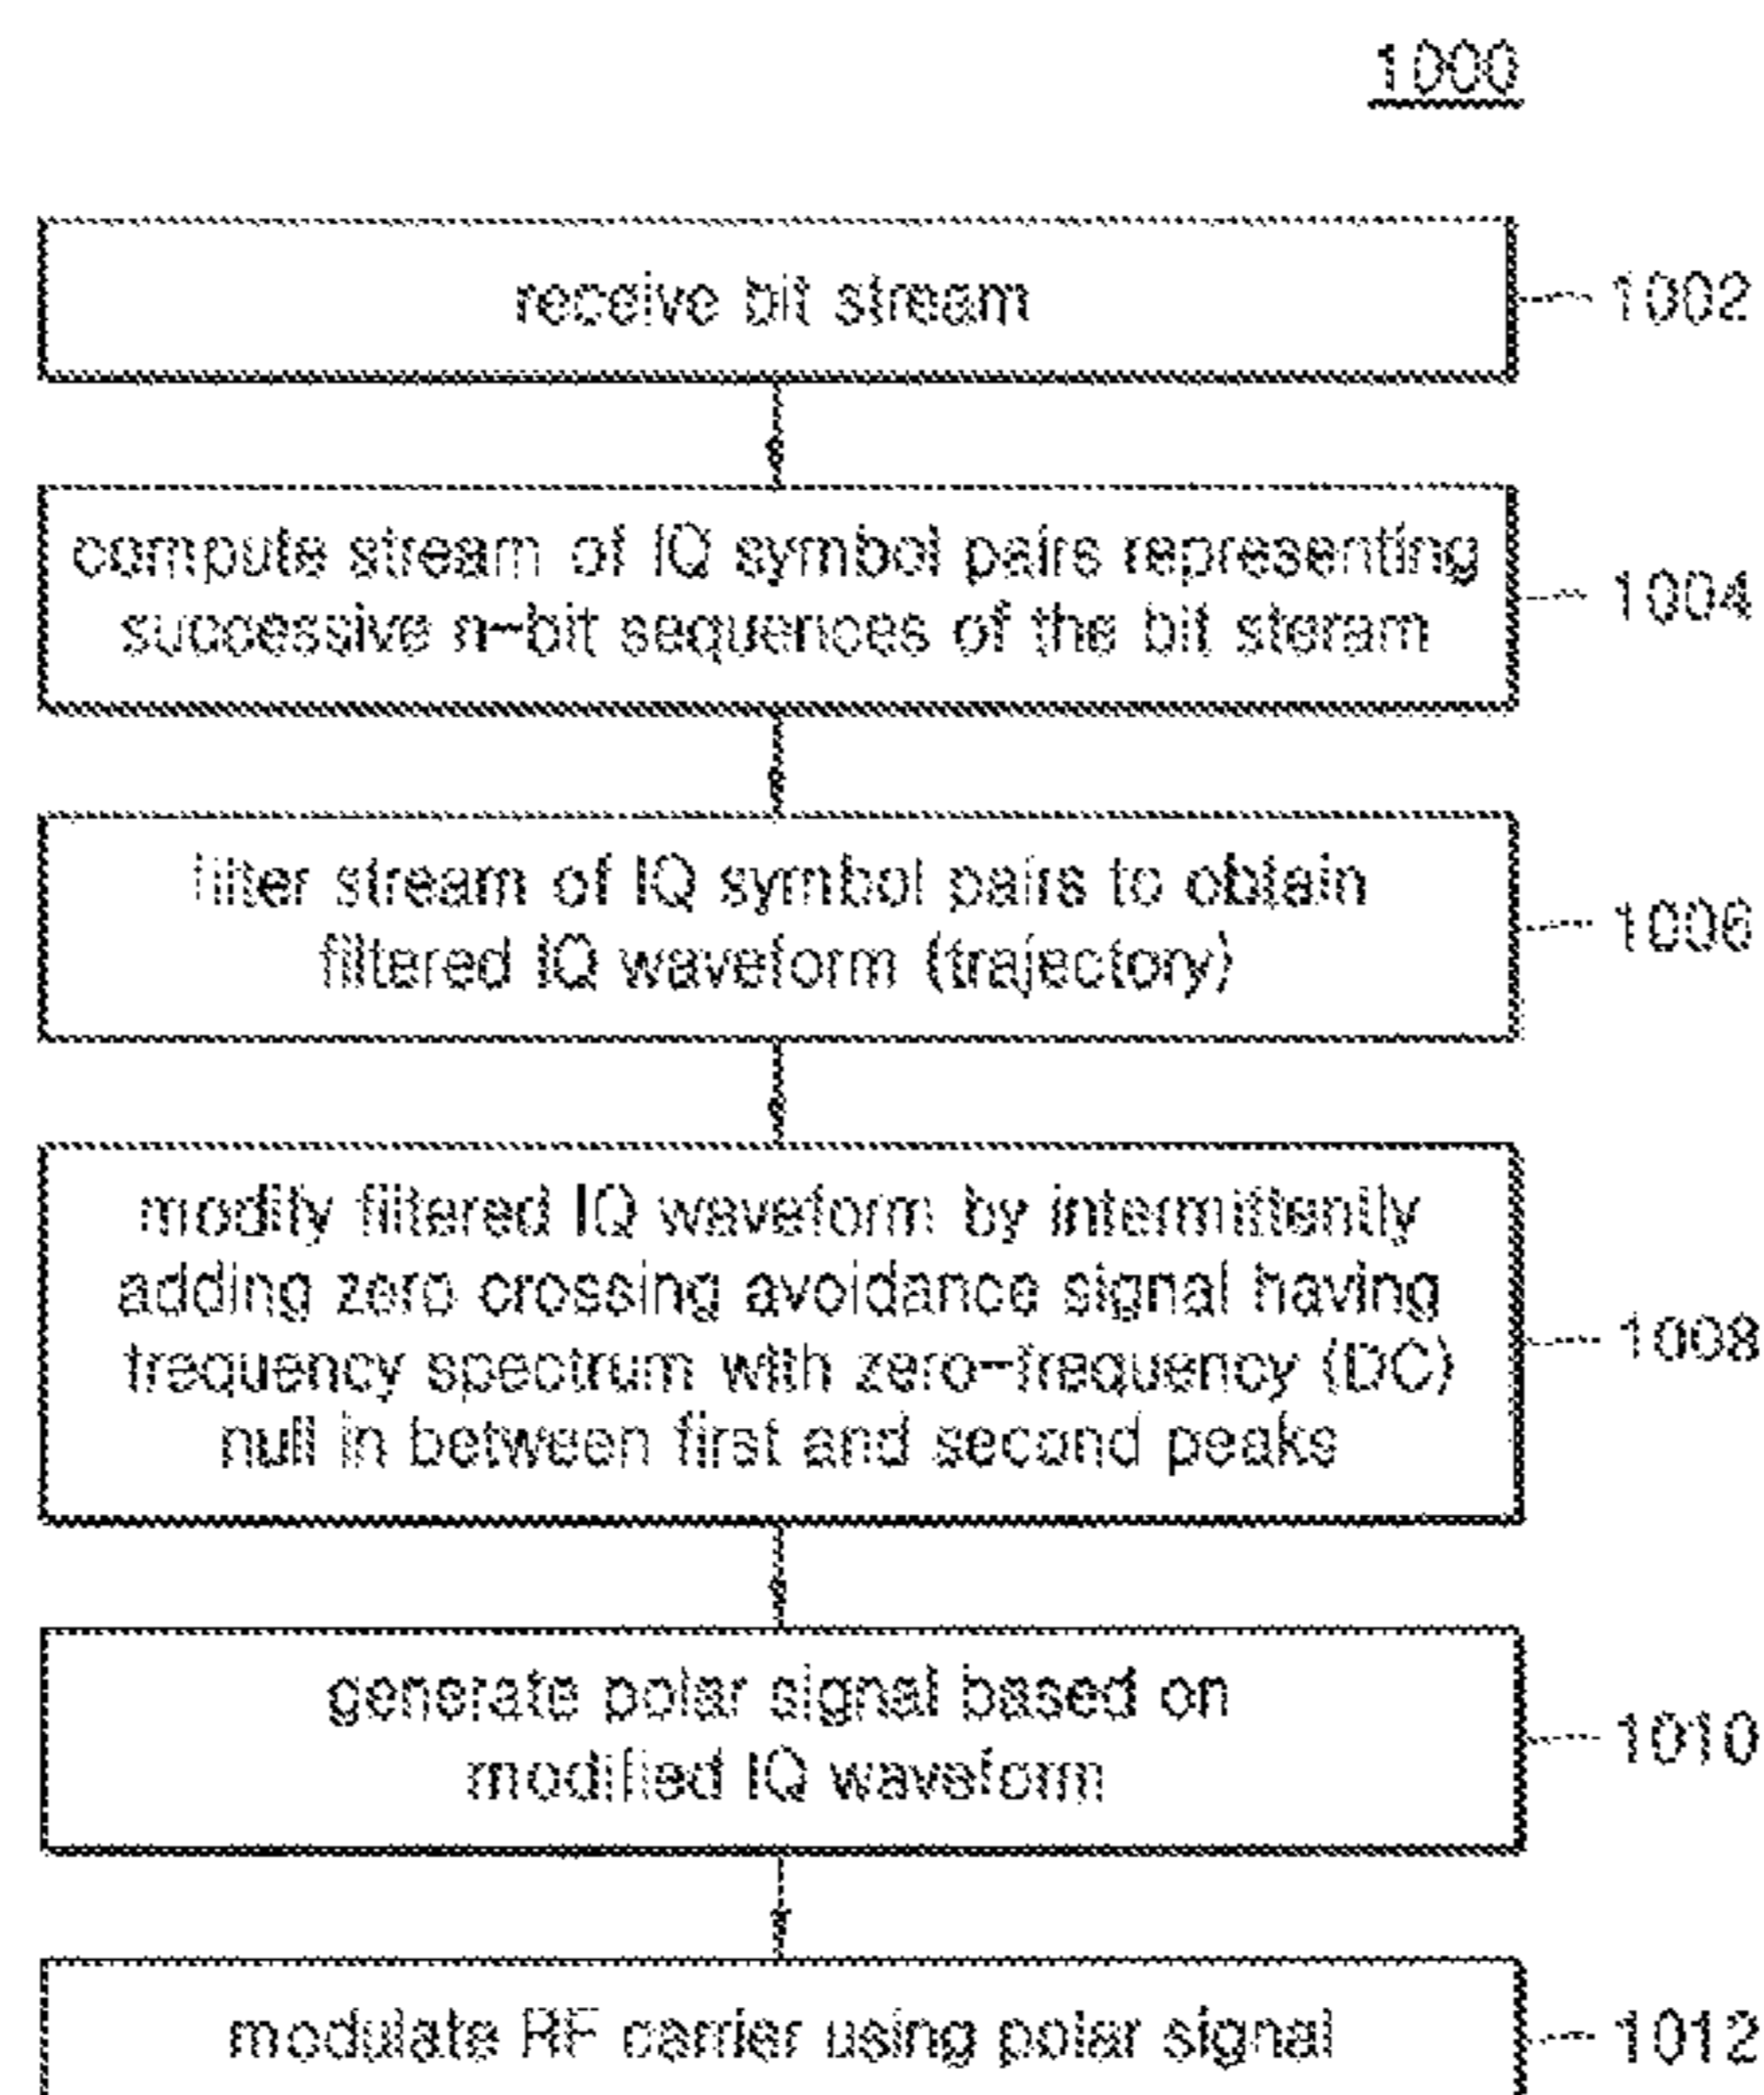 1000
receive bit stream
1002
compute stream of IQ symbol pairs representing
successive n-bit sequences of the bit steram
1004
filter stream of IQ symbol pairs to obtain
filtered IQ waveform (trajectory)
1006
modify filtered IQ waveform by intermittently
adding zero crossing avoidance signal having
frequency spectrum with zero-frequency (DC)
null in between first and second peaks
1008
generate polar signal based on
modified IQ waveform
1010
modulate RF carrier using polar signal
1012